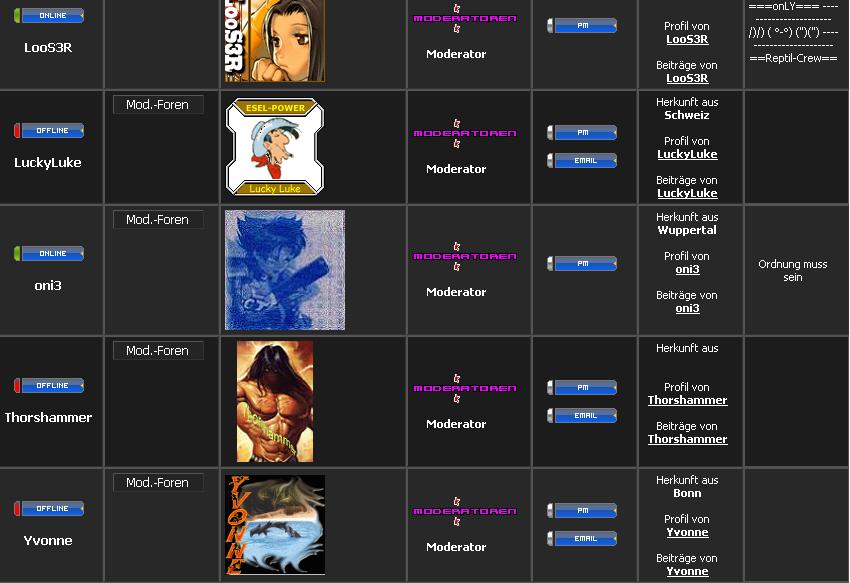 ONLINE
LooS3R
LooS3R
MODERATOREN
Moderator
PM
Profil von
LooS3R
Beiträge von
LooS3R
===onLY=== ----
-------------------
/)/) ( °-°) (")(") ----
--------------------
==Reptil-Crew==
OFFLINE
LuckyLuke
Mod.-Foren
ESEL-POWER
Lucky Luke
MODERATOREN
Moderator
PM
EMAIL
Herkunft aus
Schweiz
Profil von
LuckyLuke
Beiträge von
LuckyLuke
ONLINE
oni3
Mod.-Foren
MODERATOREN
Moderator
PM
Herkunft aus
Wuppertal
Profil von
oni3
Beiträge von
oni3
Ordnung muss
sein
OFFLINE
Thorshammer
Mod.-Foren
Thorshammer
MODERATOREN
Moderator
PM
EMAIL
Herkunft aus
Profil von
Thorshammer
Beiträge von
Thorshammer
OFFLINE
Yvonne
Mod.-Foren
YVONNE
MODERATOREN
Moderator
PM
EMAIL
Herkunft aus
Bonn
Profil von
Yvonne
Beiträge von
Yvonne